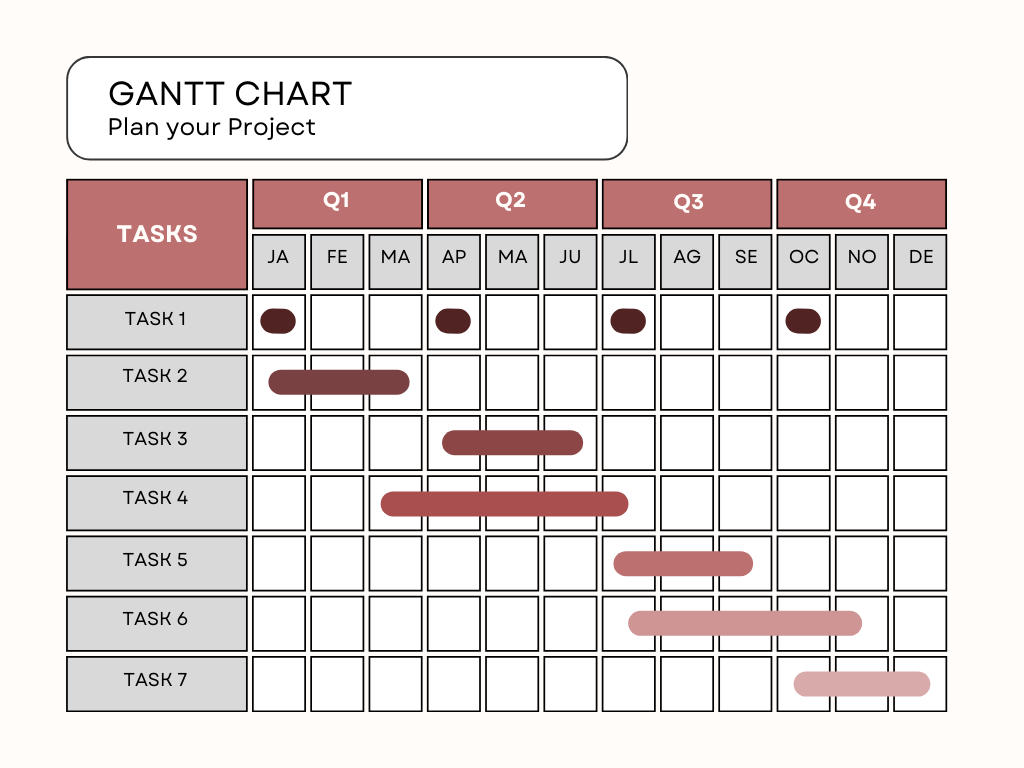 GANTT CHART
Plan your Project
TASKS Q1 Q2 Q3 Q4
JA FE MA AP MA JU JL AG SE OC NO DE
TASK 1
TASK 2
TASK 3
TASK 4
TASK 5
TASK 6
TASK 7